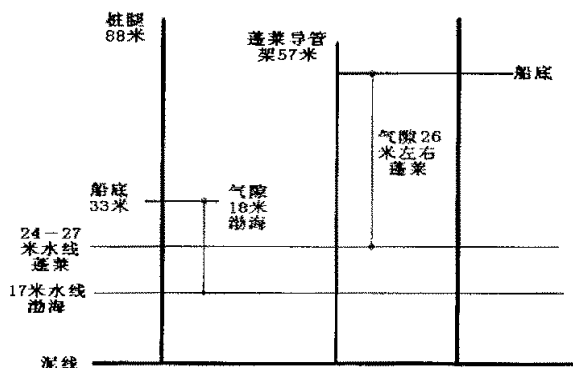 桩腿
88米
蓬莱导管
架57米
船底
气隙26
米左右
蓬莱
船底
33米
气隙
18米
渤海
24－27
米水线
蓬莱
17米水线
渤海
泥线